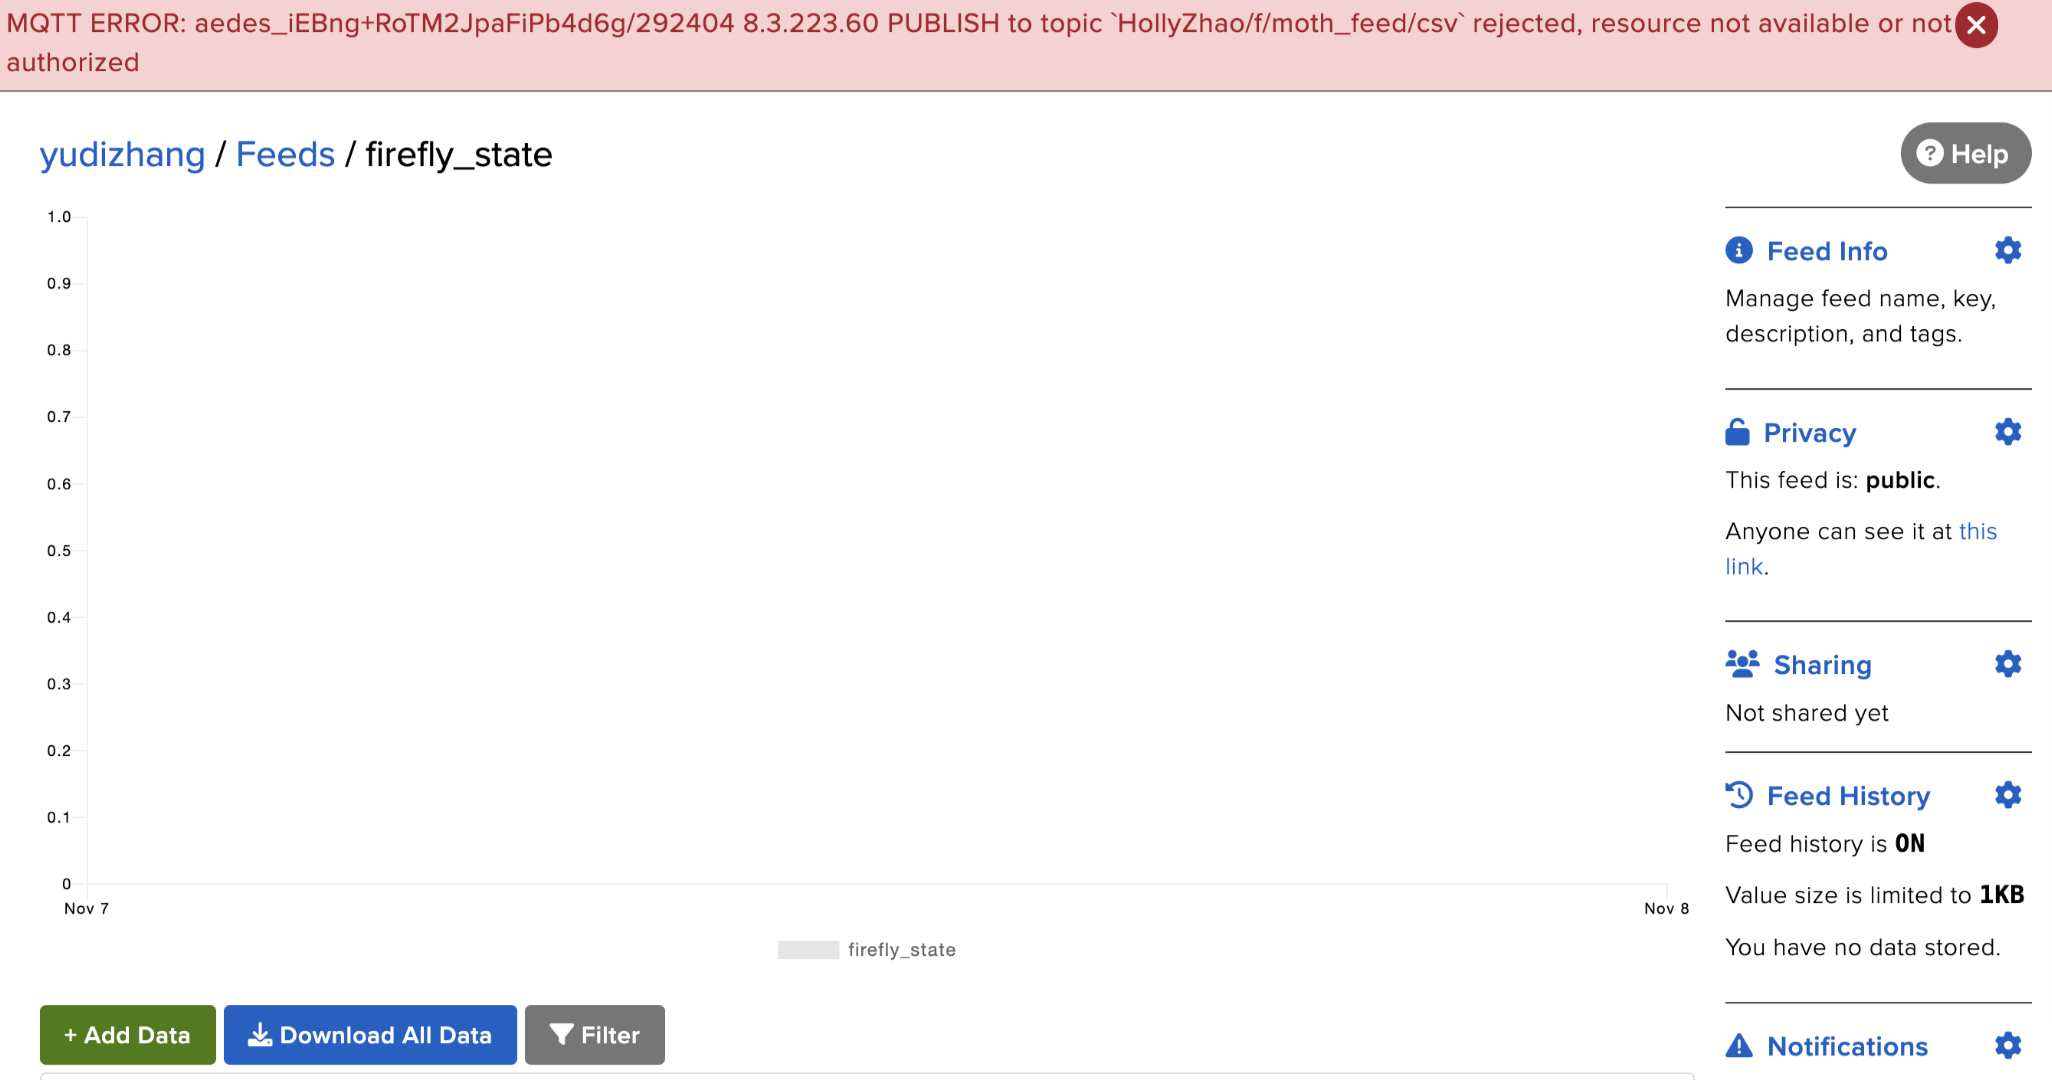 MQTT ERROR: aedes_iEBng+RoTM2JpaFiPb4d6g/292404 8.3.223.60 PUBLISH to topic `HollyZhao/f/moth_feed/csv` rejected, resource not available or not
authorized
yudizhang / Feeds / firefly_state
? Help
1.0
0.9
0.8
0.7
0.6
0.5
0.4
0.3
0.2
0.1
0
Nov 7
Nov 8
firefly_state
+ Add Data
Download All Data
Filter
Feed Info
Manage feed name, key,
description, and tags.
Privacy
This feed is: public.
Anyone can see it at this
link.
Sharing
Not shared yet
Feed History
Feed history is ON
Value size is limited to 1KB
You have no data stored.
Notifications